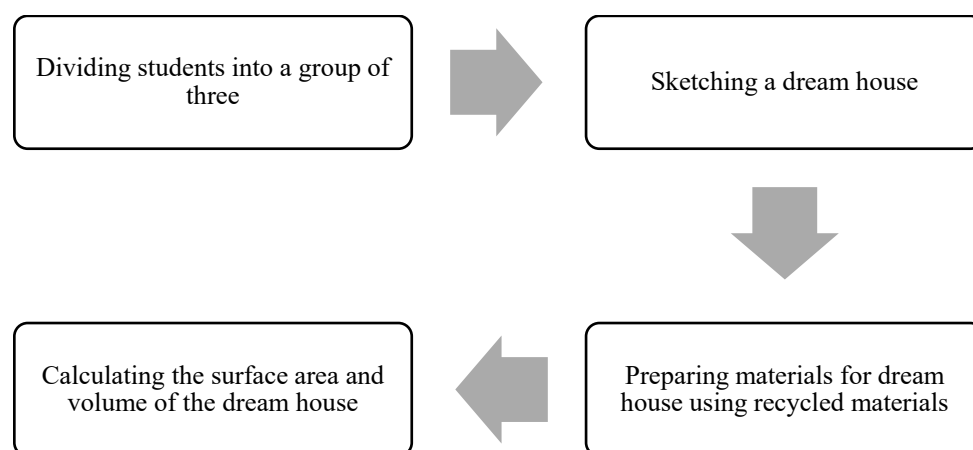 Dividing students into a group of
three
Sketching a dream house
Preparing materials for dream
house using recycled materials
Calculating the surface area and
volume of the dream house